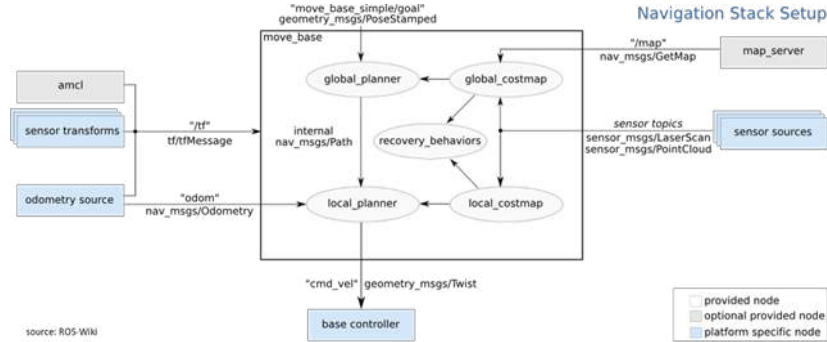 "move_base_simple/goal"
geometry_msgs/PoseStamped
Navigation Stack Setup
move_base
"/map"
nav_msgs/GetMap
map_server
global_planner
global_costmap
amcl
sensor transforms
"/tf"
tf/tfMessage
internal
nav_msgs/Path
recovery_behaviors
sensor topics
sensor_msgs/LaserScan
sensor_msgs/PointCloud
sensor sources
odometry source
"odom"
nav_msgs/Odometry
local_planner
local_costmap
"cmd_vel"
geometry_msgs/Twist
base controller
provided node
optional provided node
platform specific node
source: ROS-Wiki